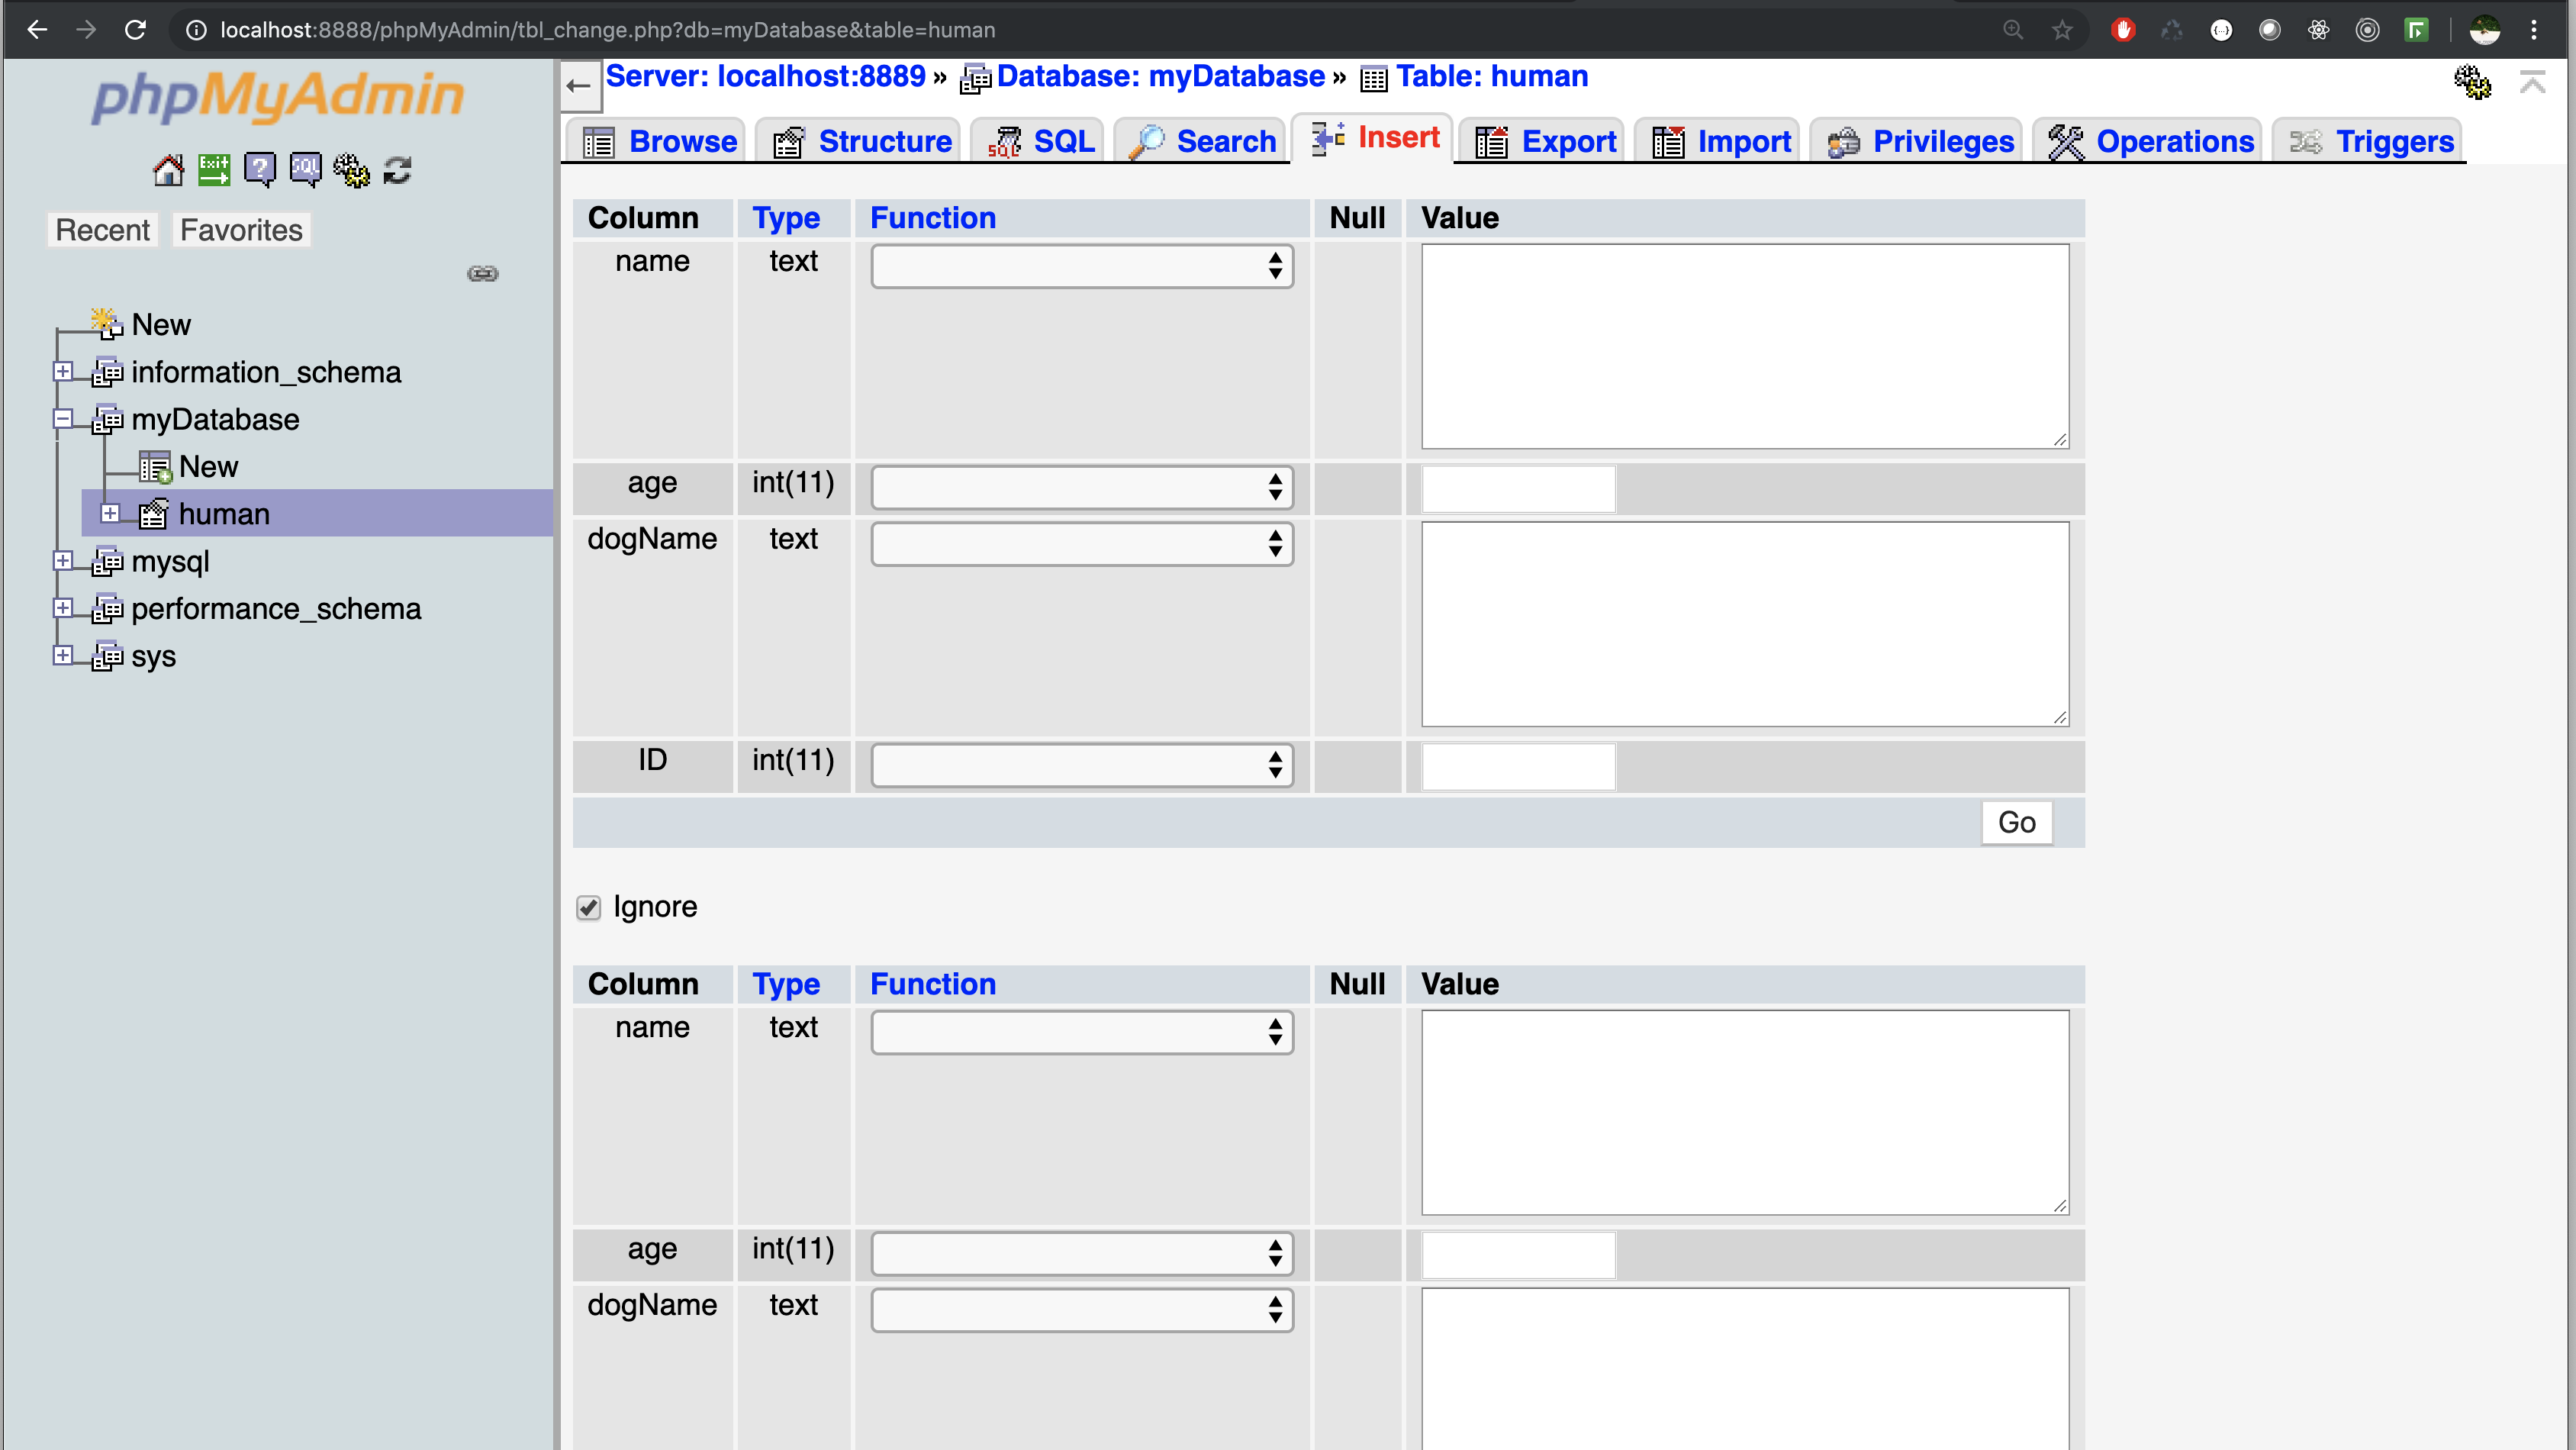 localhost:8888/phpMyAdmin/tbl_change.php?db=myDatabase&table=human
phpMyAdmin
Exit
?
SQL
Recent Favorites
New
information_schema
myDatabase
New
human
mysql
performance_schema
sys
Server: localhost:8889 » Database: myDatabase » Table: human
Browse Structure SQL Search Insert Export Import Privileges Operations Triggers
Column Type Function Null Value
name text
age int(11)
dogName text
ID int(11)
Go
Ignore
Column Type Function Null Value
name text
age int(11)
dogName text